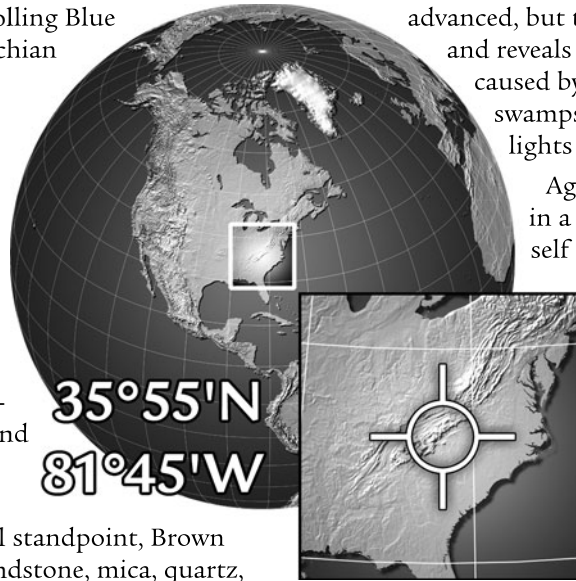 olling Blue
chian
advanced, but
and reveals
caused by
swamps
lights
Ag
in a
self
35°55'N
81°45'W
nd
l standpoint, Brown
ndstone, mica, quartz,